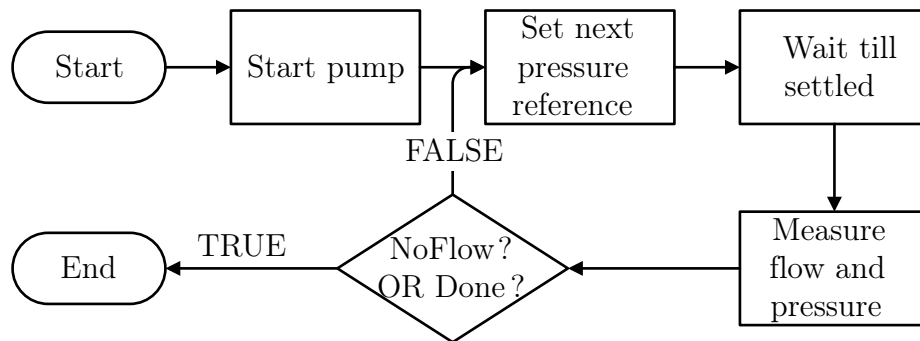 Start
Start pump
Set next
pressure
reference
Wait till
settled
FALSE
Measure
flow and
pressure
NoFlow?
OR Done?
TRUE
End